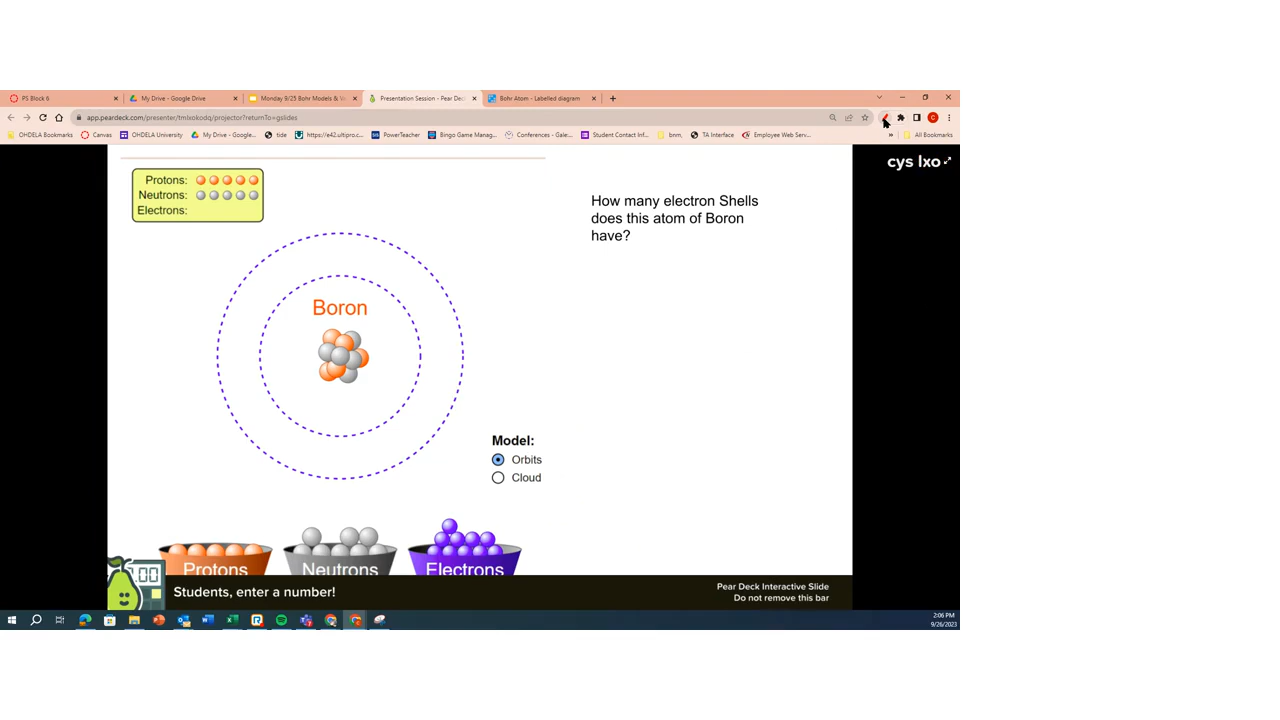 PS Block 6
My Drive - Google Drive
Monday 9/25 Bohr Models & V
Presentation Session - Pear Dec
Bohr Atom - Labelled diagram
app.peardeck.com/presenter/tmlxokodq/projector?returnTo=gslides
OHDELA Bookmarks
Canvas
OHDELA University
My Drive - Google...
tide
https://e42.ultipro.c...
PowerTeacher
Bingo Game Manag...
Conferences - Gale...
Student Contact Inf...
bnm,
TA Interface
Employee Web Serv...
»
All Bookmarks
cys lxo
Protons:
Neutrons:
Electrons:
How many electron Shells
does this atom of Boron
have?
Boron
Model:
Orbits
Cloud
Protons
Neutrons
Electrons
Students, enter a number!
Pear Deck Interactive Slide
Do not remove this bar
2:06 PM
9/26/2023